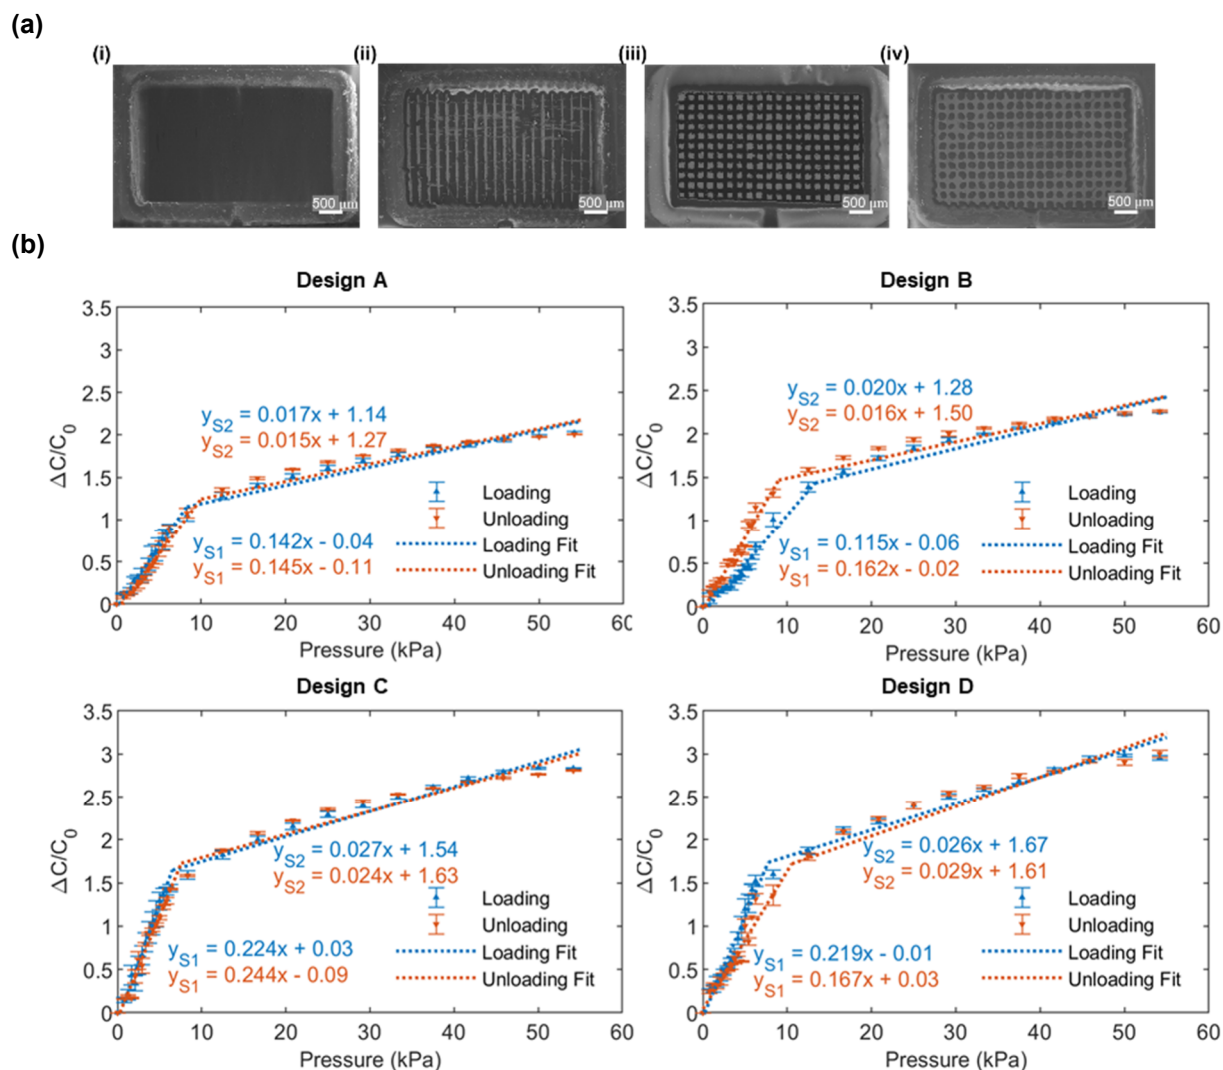 (a)
(i) (ii) (iii) (iv)
500 μm 500 μm 500 μm 500 μm
(b)
Design A
3.5
3
2.5
2
1.5
1
0.5
0
ΔC/C0
yS2 = 0.017x + 1.14
yS2 = 0.015x + 1.27
yS1 = 0.142x - 0.04
yS1 = 0.145x - 0.11
Loading
Unloading
Loading Fit
Unloading Fit
0 10 20 30 40 50 60
Pressure (kPa)
Design B
3.5
3
2.5
2
1.5
1
0.5
0
ΔC/C0
yS2 = 0.020x + 1.28
yS2 = 0.016x + 1.50
yS1 = 0.115x - 0.06
yS1 = 0.162x - 0.02
Loading
Unloading
Loading Fit
Unloading Fit
0 10 20 30 40 50 60
Pressure (kPa)
Design C
3.5
3
2.5
2
1.5
1
0.5
0
ΔC/C0
yS2 = 0.027x + 1.54
yS2 = 0.024x + 1.63
yS1 = 0.224x + 0.03
yS1 = 0.244x - 0.09
Loading
Unloading
Loading Fit
Unloading Fit
0 10 20 30 40 50 60
Pressure (kPa)
Design D
3.5
3
2.5
2
1.5
1
0.5
0
ΔC/C0
yS2 = 0.026x + 1.67
yS2 = 0.029x + 1.61
yS1 = 0.219x - 0.01
yS1 = 0.167x + 0.03
Loading
Unloading
Loading Fit
Unloading Fit
0 10 20 30 40 50 60
Pressure (kPa)